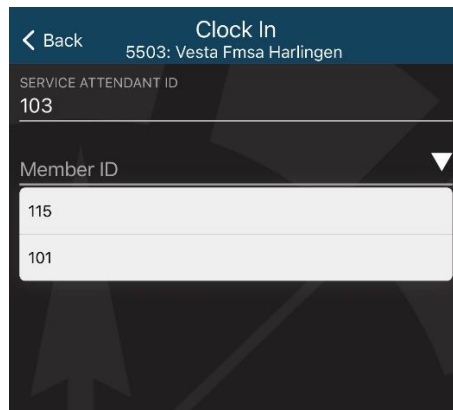 Back
Clock In
5503: Vesta Fmsa Harlingen
SERVICE ATTENDANT ID
103
Member ID
115
101